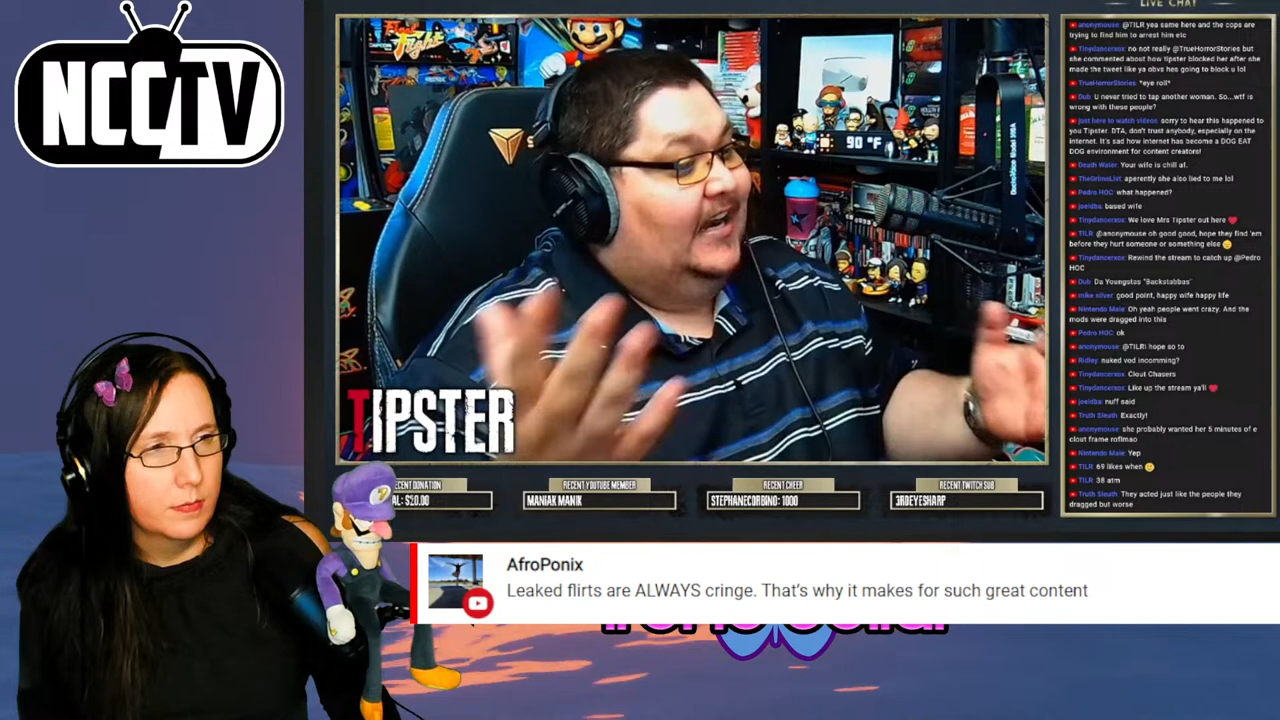 NCCTV
LIVE CHAT
anonymouse: @TILR yea same here and the cops are
trying to find him to arrest him etc
Tinydancerxox: no not really @TrueHorrorStories but
she commented about how tipster blocked her after she
made the tweet like ya obvs hes going to block u lol
TrueHorrorStories: *eye roll*
Dub: U never tried to tap another woman. So...wtf is
wrong with these people?
just here to watch videos: sorry to hear this happened to
you Tipster. DTA, don't trust anybody, especially on the
internet. It's sad how internet has become a DOG EAT
DOG environment for content creators!
Death Water: Your wife is chill af.
TheGrimeList: aperently she also lied to me lol
Pedro HOC: what happened?
joeldba: based wife
Tinydancerxox: We love Mrs Tipster out here
TILR: @anonymouse oh good good, hope they find 'em
before they hurt someone or something else
Tinydancerxox: Rewind the stream to catch up @Pedro
HOC
Dub: Da Youngstas "Backstabbas"
mike silver: good point, happy wife happy life
Nintendo Male: Oh yeah people went crazy. And the
mods were dragged into this
Pedro HOC: ok
anonymouse: @TILRI hope so to
Ridley: nuked vod incomming?
Tinydancerxox: Clout Chasers
Tinydancerxox: Like up the stream ya'll
joeldba: nuff said
Truth Sleuth: Exactly!
anonymouse: she probably wanted her 5 minutes of e
clout frame roflmao
Nintendo Male: Yep
TILR: 69 likes when
TILR: 38 atm
Truth Sleuth: They acted just like the people they
dragged but worse
90 °F
TIPSTER
RECENT DONATION
AL: $20.00
RECENT YOUTUBE MEMBER
MANIAK MANIK
RECENT CHEER
STEPHANECORBINO: 1000
RECENT TWITCH SUB
3RDEYESHARP
AfroPonix
Leaked flirts are ALWAYS cringe. That's why it makes for such great content